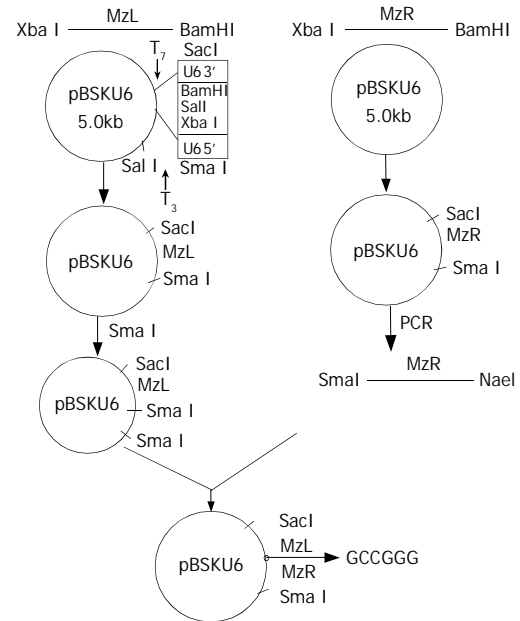 MzL
Xba I BamHI
T7
SacI
U6 3'
BamHI
SalI
Xba I
U6 5'
Sma I
pBSKU6
5.0kb
Sal I
T3
SacI
MzL
Sma I
pBSKU6
Sma I
SacI
MzL
Sma I
Sma I
pBSKU6
MzR
Xba I BamHI
pBSKU6
5.0kb
SacI
MzR
Sma I
pBSKU6
PCR
MzR
SmaI NaeI
SacI
MzL
MzR
Sma I
pBSKU6
GCCGGG